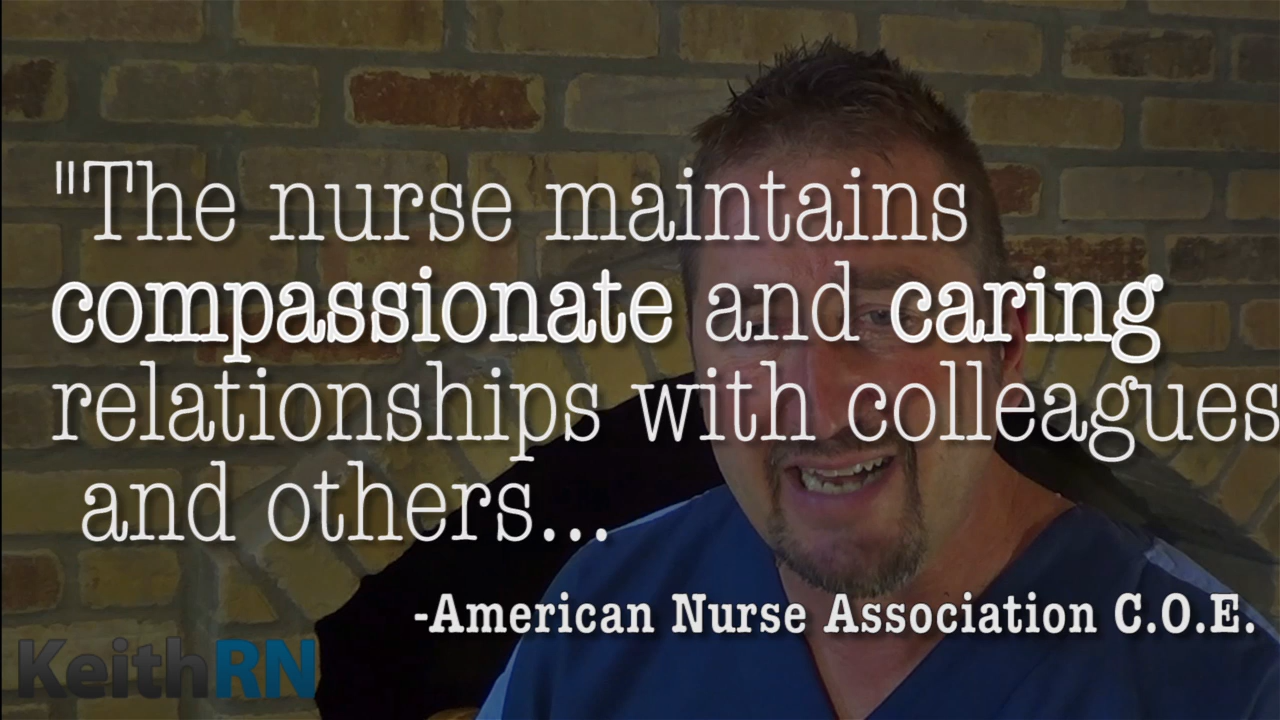 "The nurse maintains
compassionate and caring
relationships with colleagues
and others...
-American Nurse Association C.O.E.
KeithRN